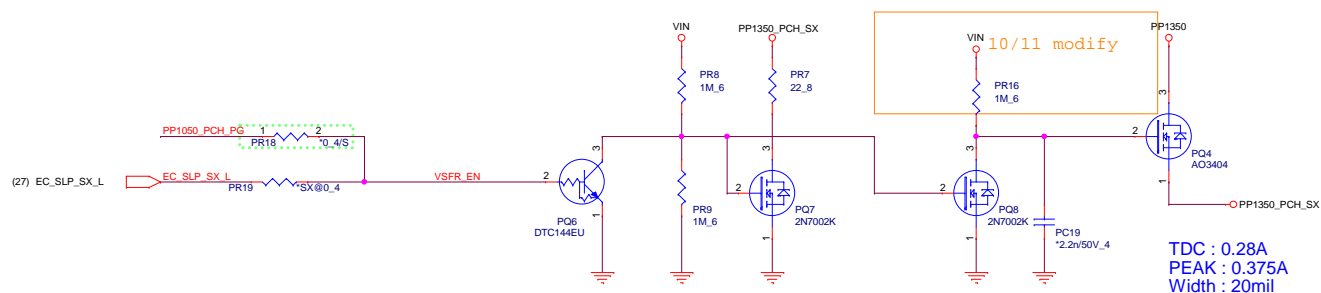 PP1350
VIN
PP1350_PCH_SX
VIN
10/11 modify
PR8
1M_6
PR7
22_8
PR16
1M_6
3
PP1050_PCH_PG
1
2
PR18
*0_4/S
2
PQ4
AO3404
3
3
3
(27) EC_SLP_SX_L
EC_SLP_SX_L
PR19
*SX@0_4
VSFR_EN
2
2
2
1
PQ6
DTC144EU
1
PR9
1M_6
PQ7
2N7002K
1
PQ8
2N7002K
1
PC19
*2.2n/50V_4
PP1350_PCH_SX
TDC : 0.28A
PEAK : 0.375A
Width : 20mil